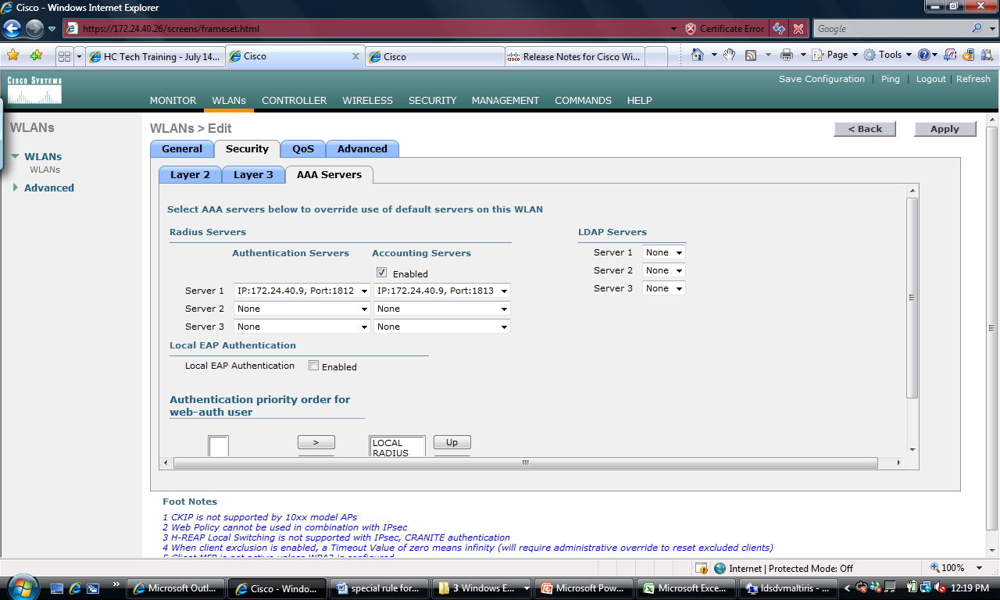 Cisco - Windows Internet Explorer
https://172.24.40.26/screens/frameset.html Certificate Error Google
HC Tech Training - July 14... Cisco Cisco Release Notes for Cisco Wi... Page Tools
CISCO SYSTEMS
Save Configuration | Ping | Logout | Refresh
MONITOR WLANs CONTROLLER WIRELESS SECURITY MANAGEMENT COMMANDS HELP
WLANs
WLANs
WLANs
Advanced
WLANs > Edit
< Back Apply
General Security QoS Advanced
Layer 2 Layer 3 AAA Servers
Select AAA servers below to override use of default servers on this WLAN
Radius Servers
Authentication Servers Accounting Servers
Enabled
Server 1 IP:172.24.40.9, Port:1812 IP:172.24.40.9, Port:1813
Server 2 None None
Server 3 None None
LDAP Servers
Server 1 None
Server 2 None
Server 3 None
Local EAP Authentication
Local EAP Authentication Enabled
Authentication priority order for
web-auth user
> LOCAL Up
RADIUS
Foot Notes
1 CKIP is not supported by 10xx model APs
2 Web Policy cannot be used in combination with IPsec
3 H-REAP Local Switching is not supported with IPsec, CRANITE authentication
4 When client exclusion is enabled, a Timeout Value of zero means infinity (will require administrative override to reset excluded clients)
5 Client MFP is not active unless WPA2 is configured
Internet | Protected Mode: Off 100%
Microsoft Outl... Cisco - Windo... special rule for... 3 Windows E... Microsoft Pow... Microsoft Exce... ldsdvmaltiris - ... 12:19 PM